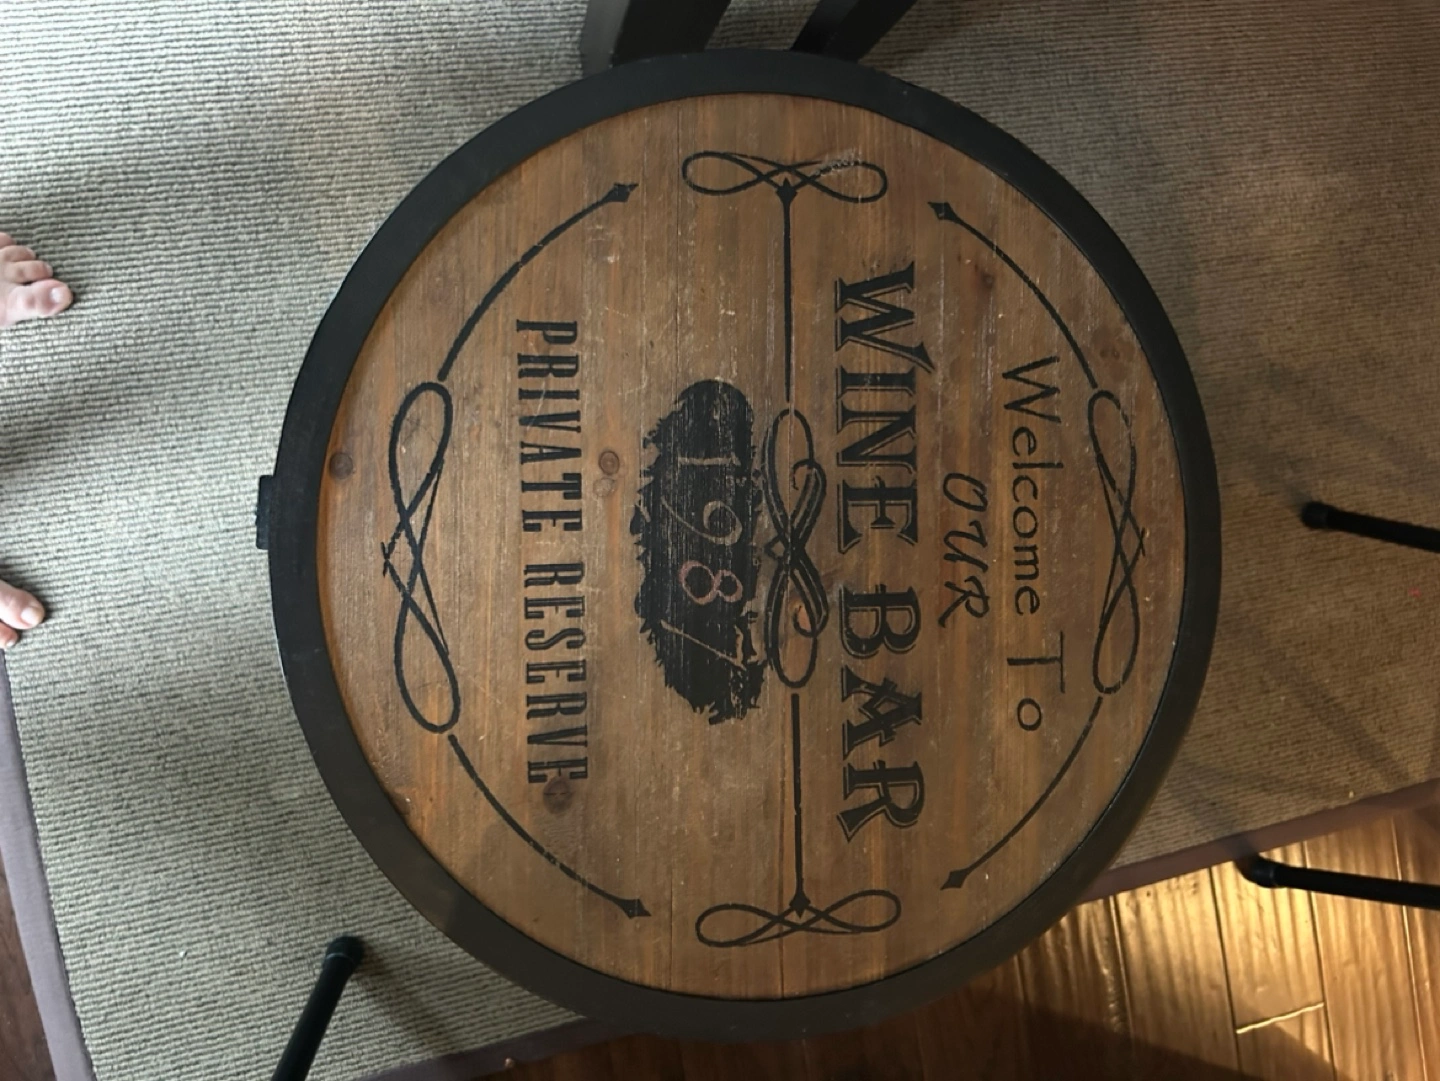 Welcome To
OUR
WINE BAR
1987
PRIVATE RESERVE